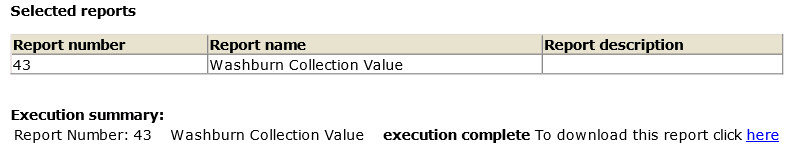 Selected reports
Report number Report name Report description
43 Washburn Collection Value
Execution summary:
Report Number: 43 Washburn Collection Value execution complete To download this report click here